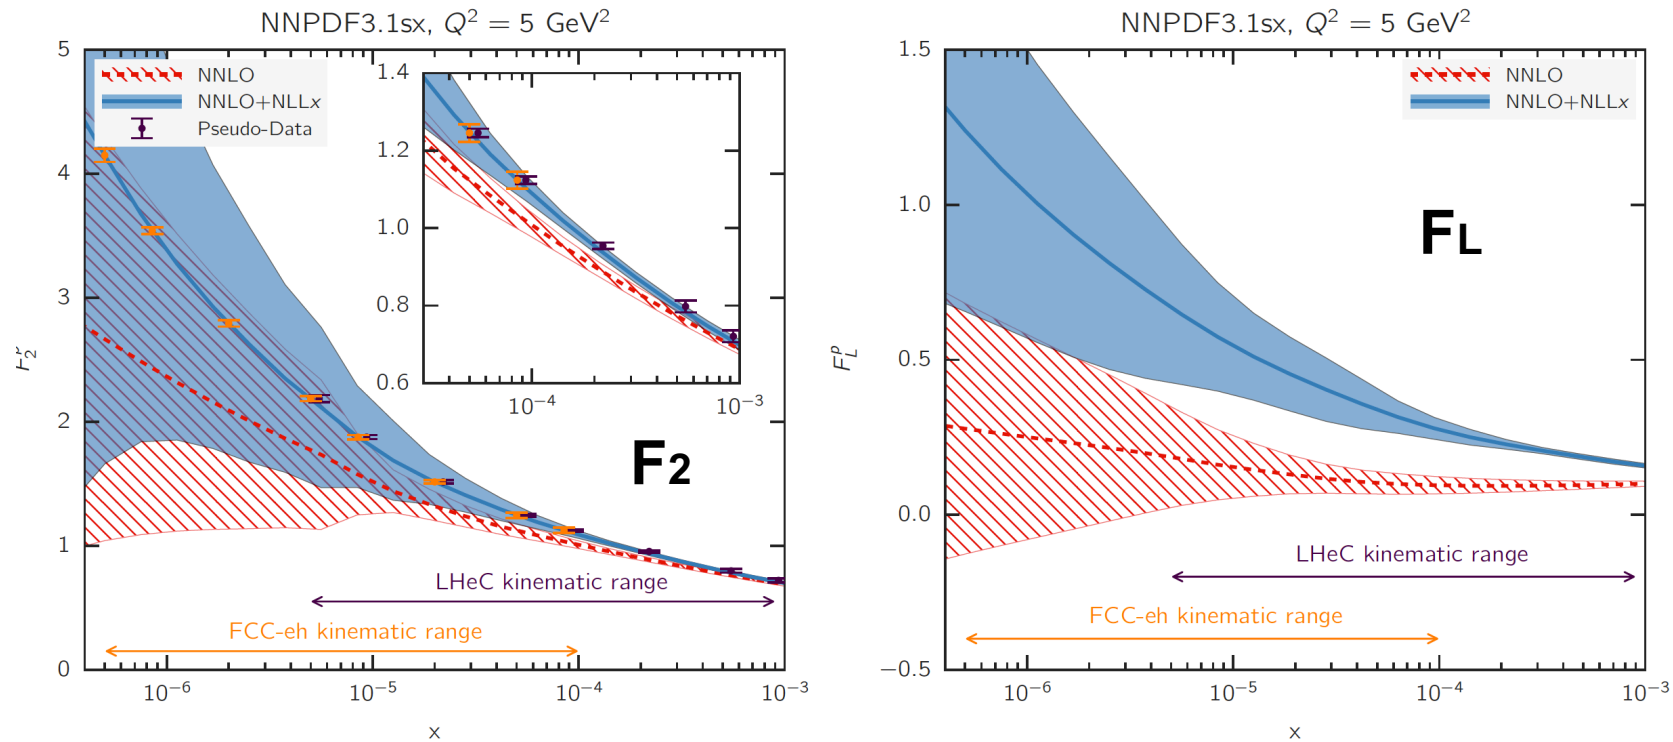 NNPDF3.1sx, Q² = 5 GeV²
5
4
3
2
1
0
NNLO
NNLO+NLLx
Pseudo-Data
1.4
1.2
1.0
0.8
0.6
10⁻⁴
10⁻³
F₂
LHeC kinematic range
FCC-eh kinematic range
10⁻⁶
10⁻⁵
10⁻⁴
10⁻³
x
F₂ᵖ
NNPDF3.1sx, Q² = 5 GeV²
1.5
1.0
0.5
0.0
−0.5
NNLO
NNLO+NLLx
FL
LHeC kinematic range
FCC-eh kinematic range
10⁻⁶
10⁻⁵
10⁻⁴
10⁻³
x
F_L^p